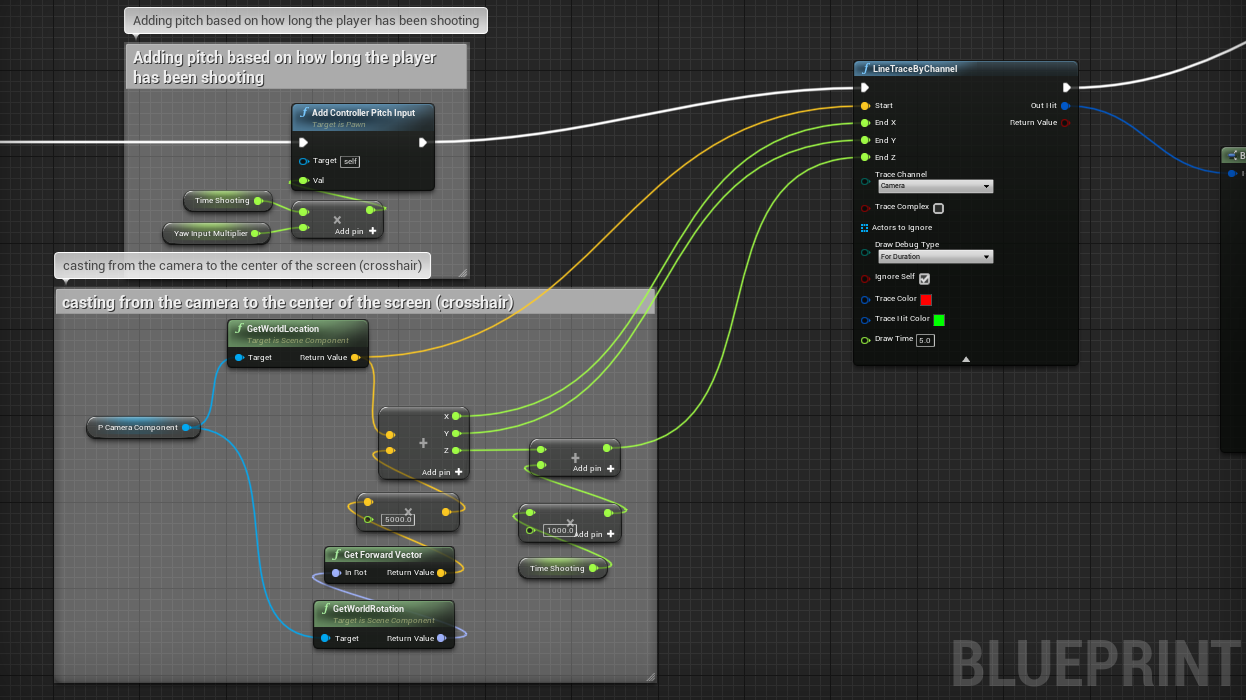 Adding pitch based on how long the player has been shooting
Adding pitch based on how long the player
has been shooting
Add Controller Pitch Input
Target is Pawn
Target self
Val
Time Shooting
Yaw Input Multiplier
Add pin
casting from the camera to the center of the screen (crosshair)
casting from the camera to the center of the screen (crosshair)
GetWorldLocation
Target is Scene Component
Target Return Value
P Camera Component
X
Y
Z
Add pin
5000.0
Get Forward Vector
In Rot Return Value
GetWorldRotation
Target is Scene Component
Target Return Value
Add pin
1000.0 Add pin
Time Shooting
LineTraceByChannel
Start Out Hit
End X Return Value
End Y
End Z
Trace Channel
Camera
Trace Complex
Actors to Ignore
Draw Debug Type
For Duration
Ignore Self
Trace Color
Trace Hit Color
Draw Time 5.0
B
BLUEPRINT